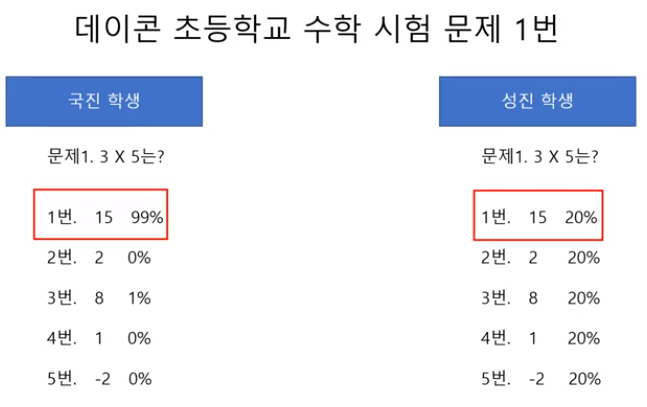 데이콘 초등학교 수학 시험 문제 1번
국진 학생
문제1. 3 X 5는?
1번. 15 99%
2번. 2 0%
3번. 8 1%
4번. 1 0%
5번. -2 0%
성진 학생
문제1. 3 X 5는?
1번. 15 20%
2번. 2 20%
3번. 8 20%
4번. 1 20%
5번. -2 20%